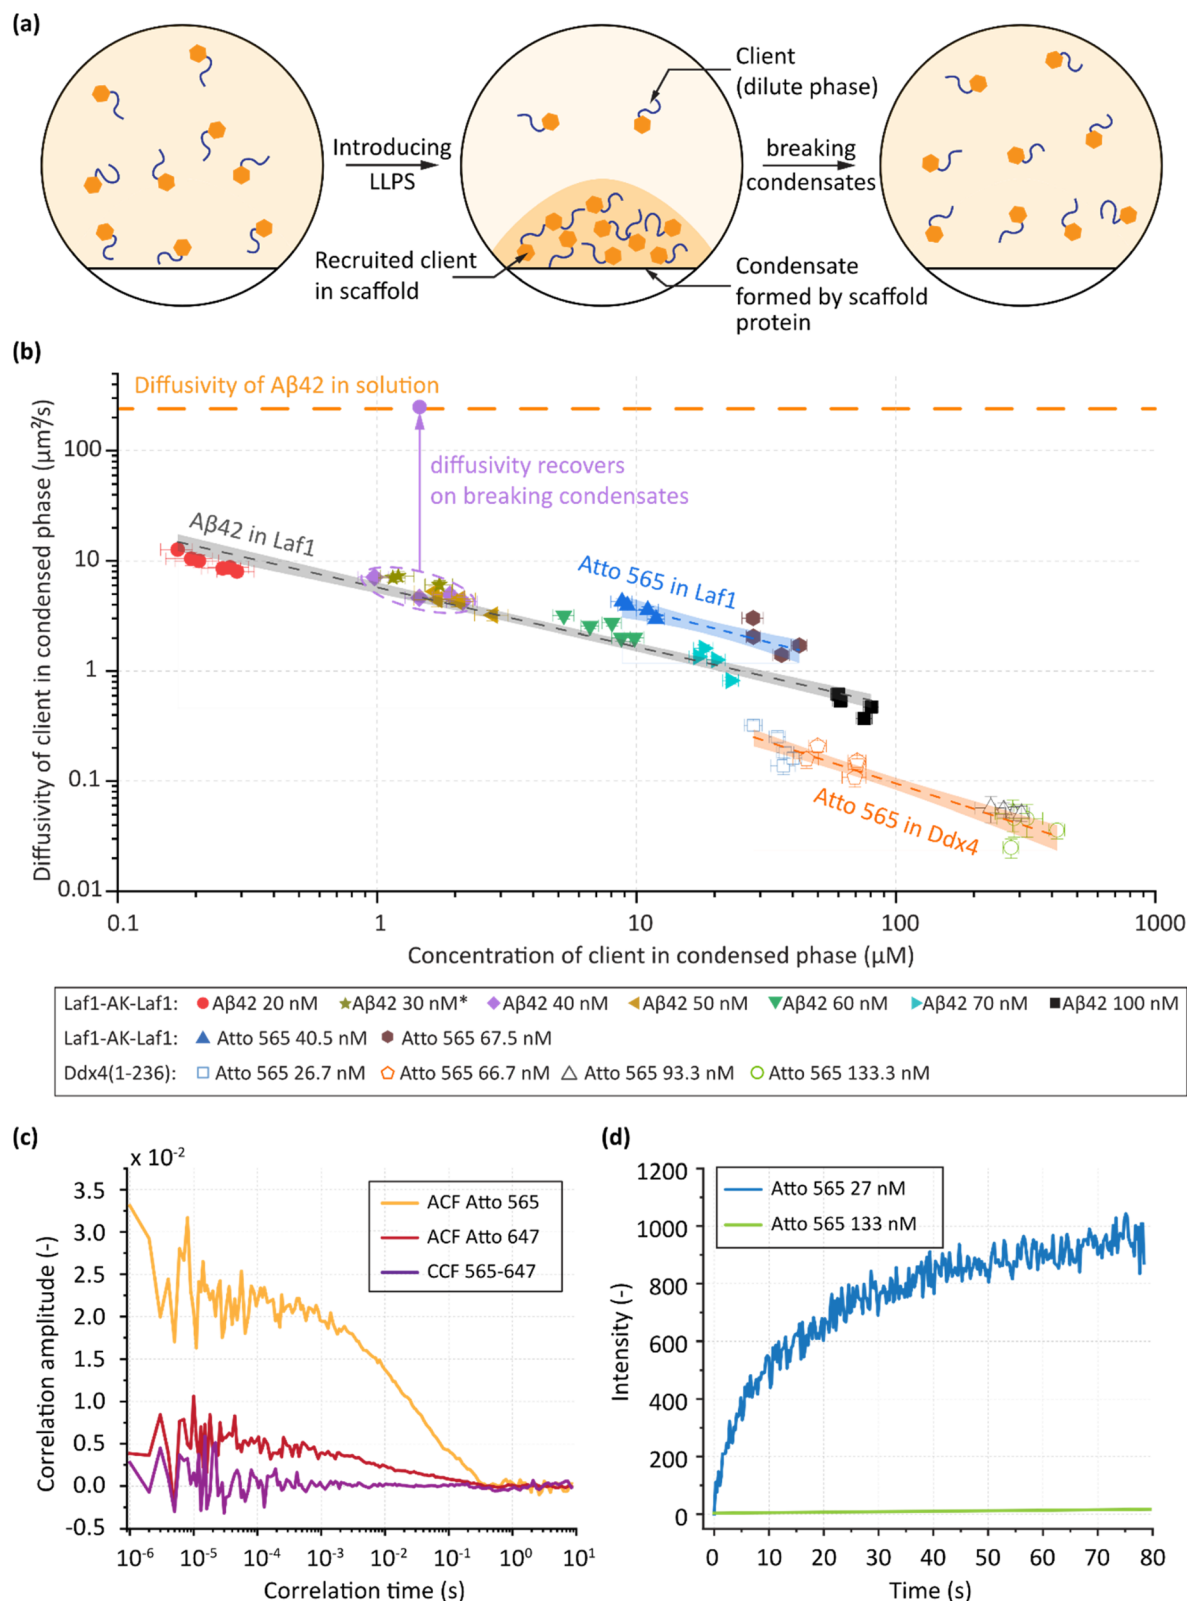 (a)
Introducing
LLPS
Client
(dilute phase)
breaking
condensates
Recruited client
in scaffold
Condensate
formed by scaffold
protein
(b)
Diffusivity of client in condensed phase (μm²/s)
100
10
1
0.1
0.01
Diffusivity of Aβ42 in solution
diffusivity recovers
on breaking condensates
Aβ42 in Laf1
Atto 565 in Laf1
Atto 565 in Ddx4
0.1 1 10 100 1000
Concentration of client in condensed phase (μM)
Laf1-AK-Laf1: Aβ42 20 nM Aβ42 30 nM* Aβ42 40 nM Aβ42 50 nM Aβ42 60 nM Aβ42 70 nM Aβ42 100 nM
Laf1-AK-Laf1: Atto 565 40.5 nM Atto 565 67.5 nM
Ddx4(1-236): Atto 565 26.7 nM Atto 565 66.7 nM Atto 565 93.3 nM Atto 565 133.3 nM
(c)
x 10⁻²
Correlation amplitude (-)
3.5
3.0
2.5
2.0
1.5
1.0
0.5
0.0
-0.5
ACF Atto 565
ACF Atto 647
CCF 565-647
10⁻⁶ 10⁻⁵ 10⁻⁴ 10⁻³ 10⁻² 10⁻¹ 10⁰ 10¹
Correlation time (s)
(d)
Intensity (-)
1200
1000
800
600
400
200
0
Atto 565 27 nM
Atto 565 133 nM
0 10 20 30 40 50 60 70 80
Time (s)